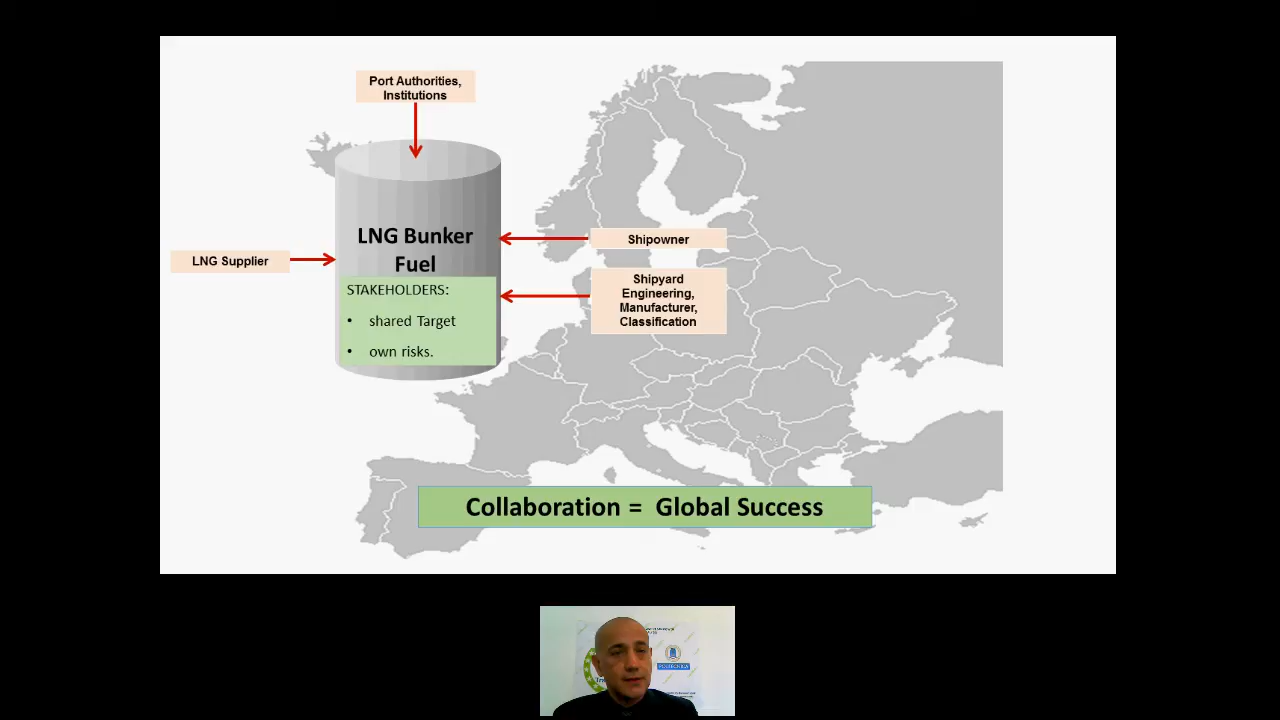 Port Authorities,
Institutions
LNG Bunker
Fuel
LNG Supplier
Shipowner
STAKEHOLDERS:
• shared Target
• own risks.
Shipyard
Engineering,
Manufacturer,
Classification
Collaboration = Global Success
POLITÉCNICA